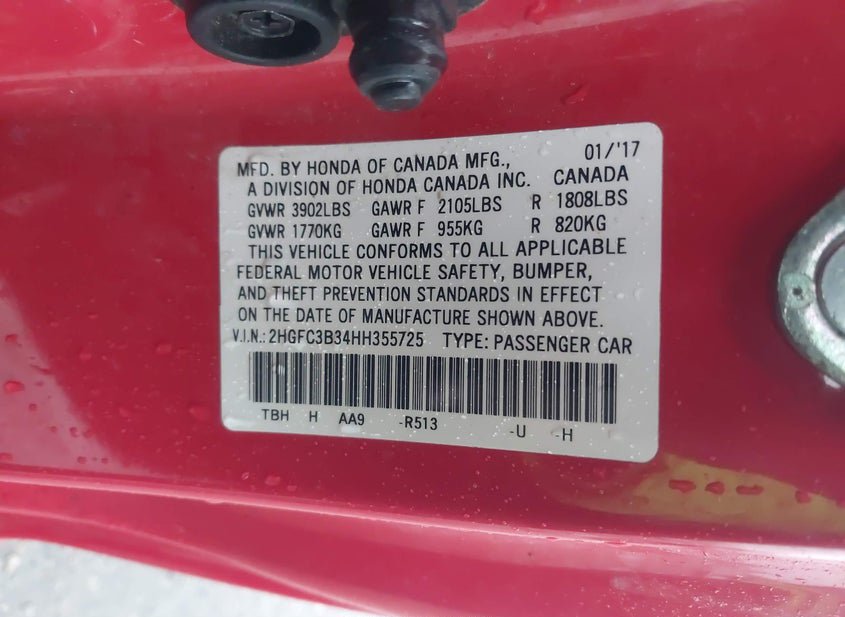 MFD. BY HONDA OF CANADA MFG., 01/'17
A DIVISION OF HONDA CANADA INC. CANADA
GVWR 3902LBS GAWR F 2105LBS R 1808LBS
GVWR 1770KG GAWR F 955KG R 820KG
THIS VEHICLE CONFORMS TO ALL APPLICABLE
FEDERAL MOTOR VEHICLE SAFETY, BUMPER,
AND THEFT PREVENTION STANDARDS IN EFFECT
ON THE DATE OF MANUFACTURE SHOWN ABOVE.
V.I.N.: 2HGFC3B34HH355725 TYPE: PASSENGER CAR
TBH H AA9 -R513 -U -H